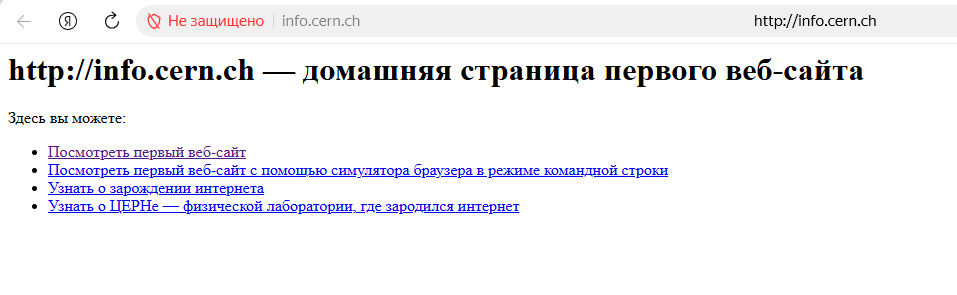 Я Не защищено info.cern.ch http://info.cern.ch
http://info.cern.ch — домашняя страница первого веб-сайта
Здесь вы можете:
Посмотреть первый веб-сайт
Посмотреть первый веб-сайт с помощью симулятора браузера в режиме командной строки
Узнать о зарождении интернета
Узнать о ЦЕРНе — физической лаборатории, где зародился интернет